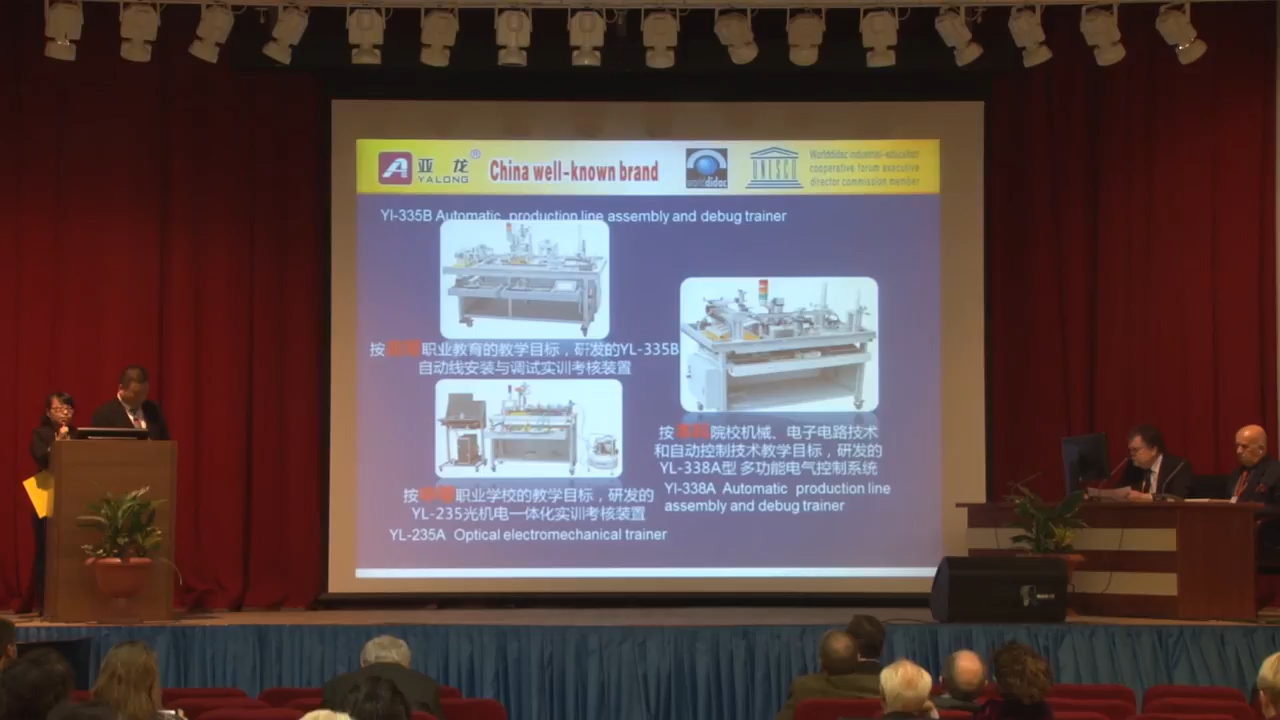 亚龙®
YALONG
China well-known brand
worlddidac
UNESCO
Worlddidac industrial-education
cooperative forum executive
director commission member
Yl-335B Automatic production line assembly and debug trainer
按 职业教育的教学目标，研发的YL-335B
自动线安装与调试实训考核装置
按 职业学校的教学目标，研发的
YL-235光机电一体化实训考核装置
YL-235A Optical electromechanical trainer
按 院校机械、电子电路技术
和自动控制技术教学目标，研发的
YL-338A型 多功能电气控制系统
Yl-338A Automatic production line
assembly and debug trainer